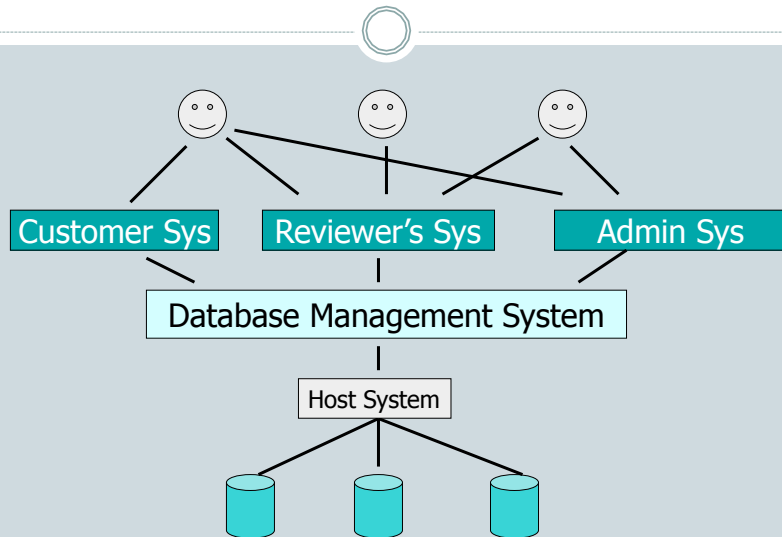 Customer Sys
Reviewer’s Sys
Admin Sys
Database Management System
Host System